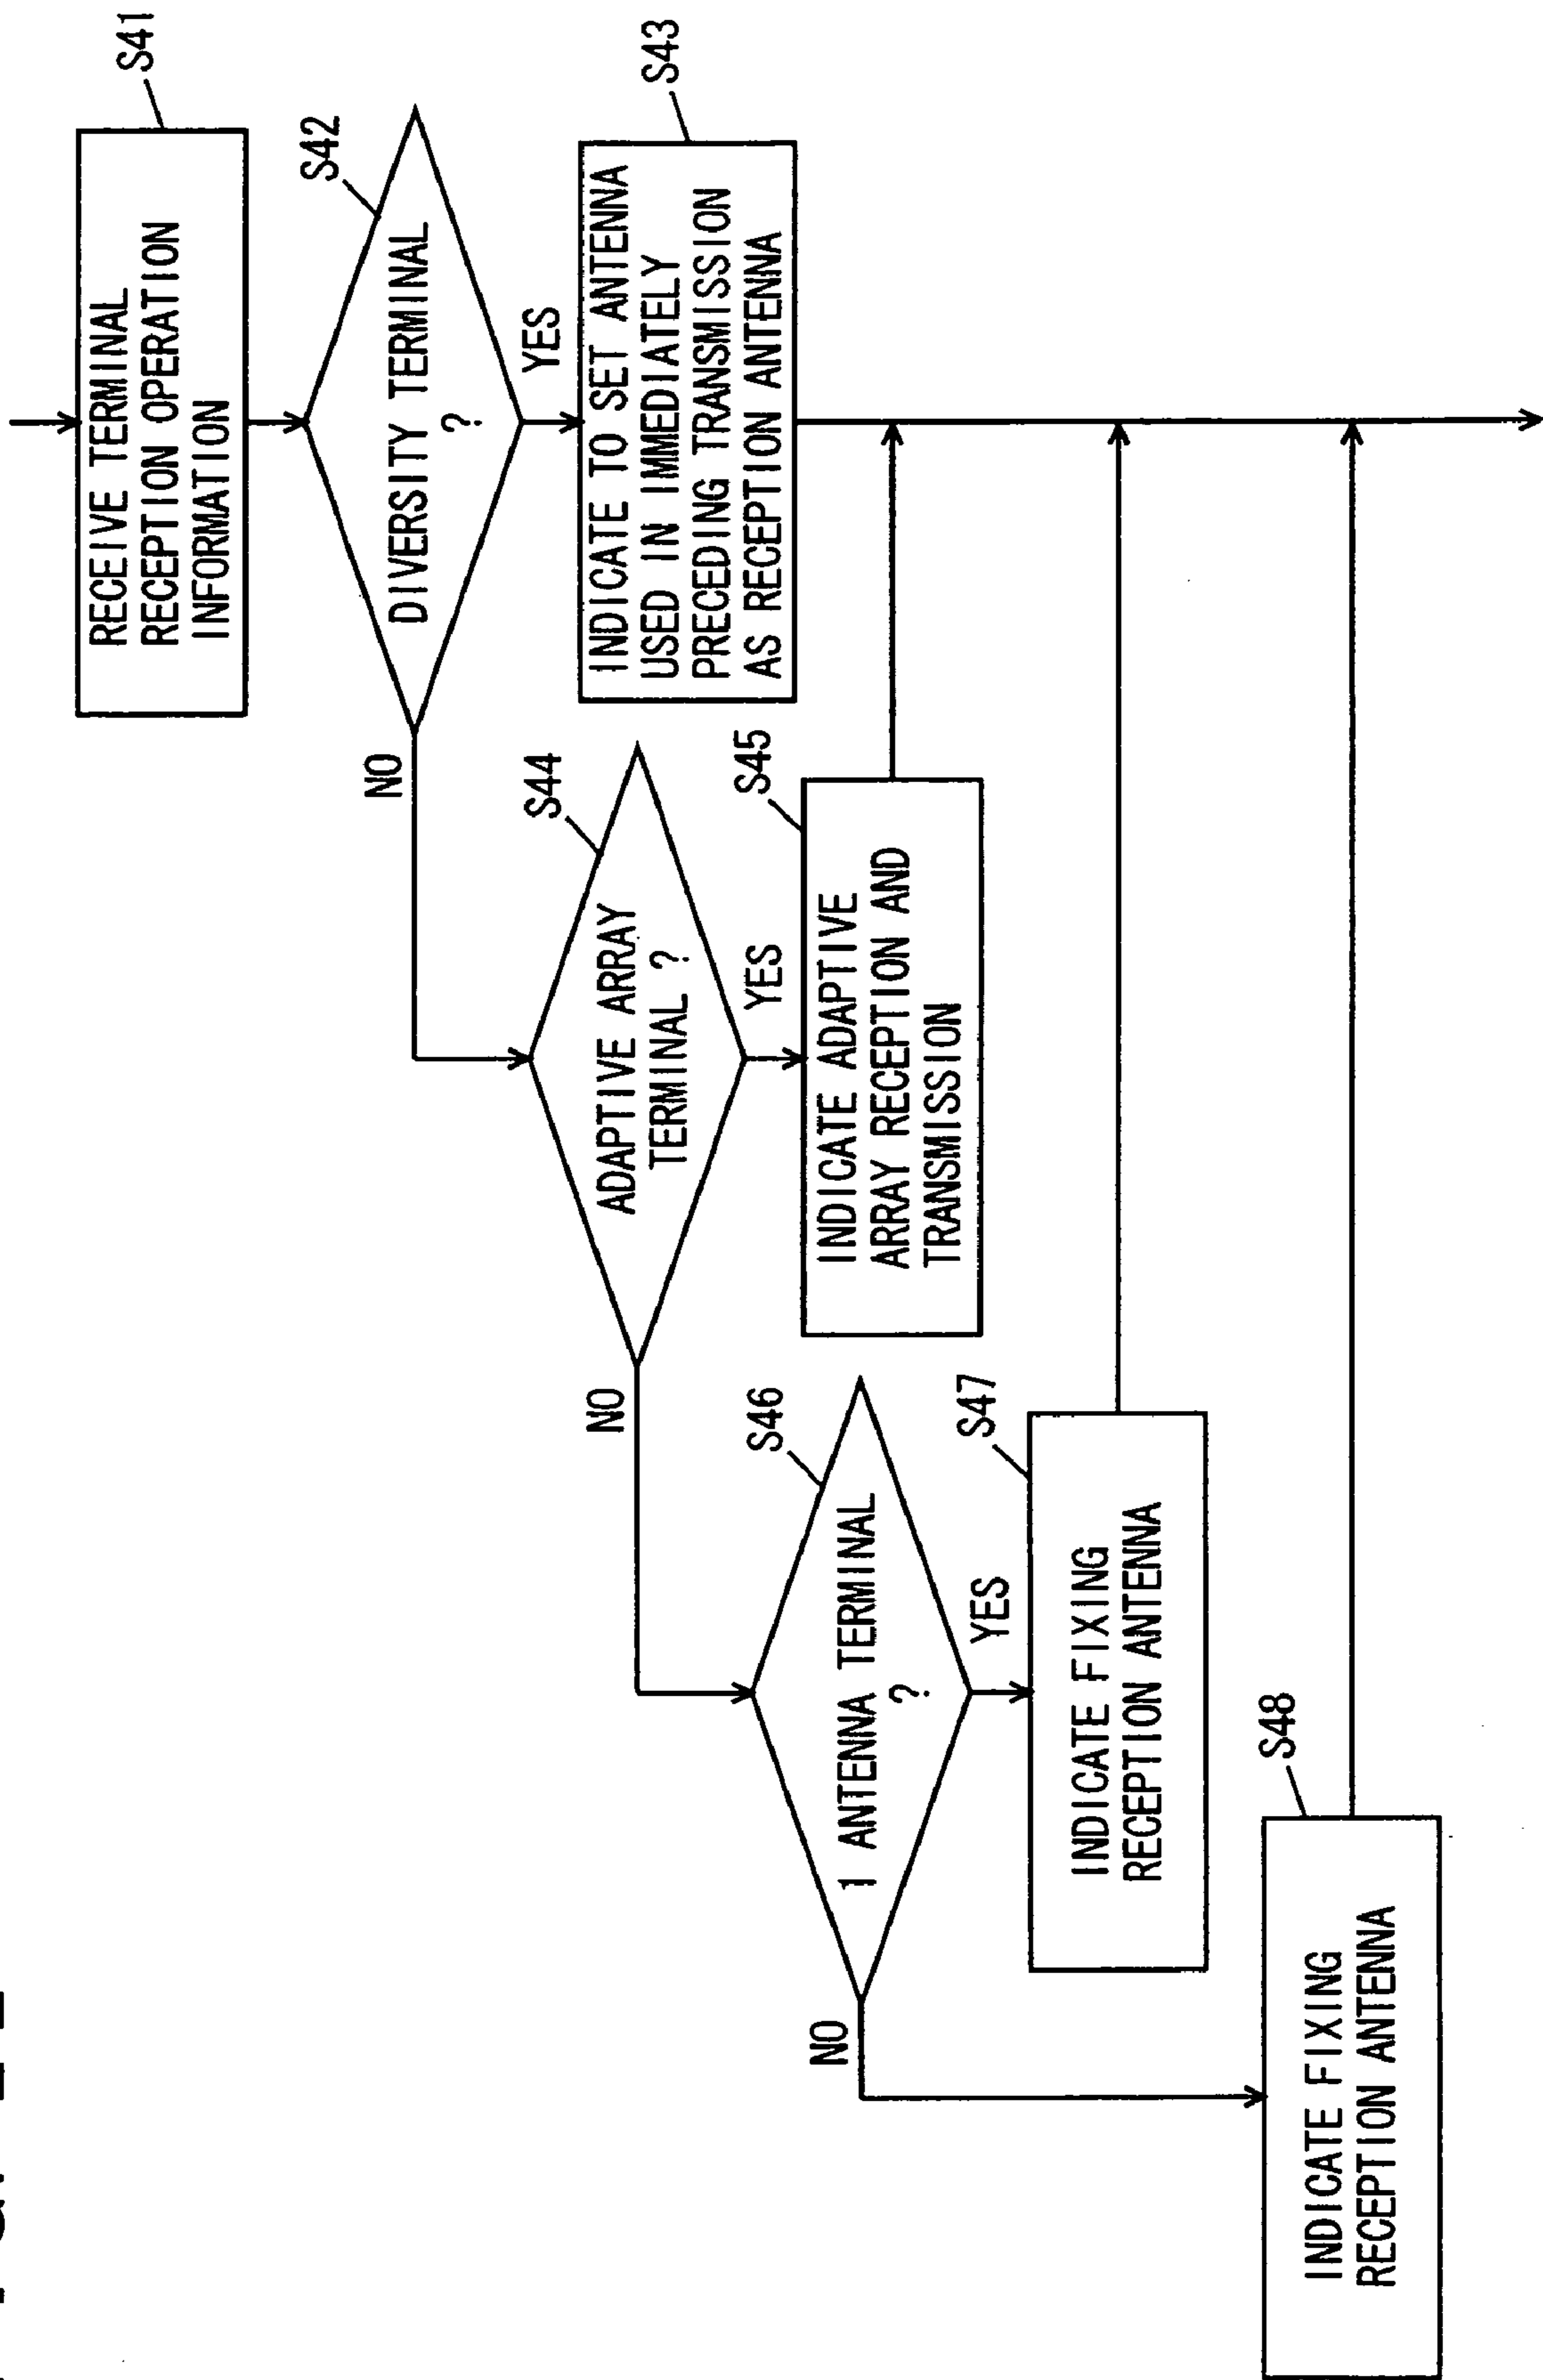 RECEIVE TERMINAL
RECEPTION OPERATION
INFORMATION
S41
DIVERSITY TERMINAL
?
S42
YES
NO
INDICATE TO SET ANTENNA
USED IN IMMEDIATELY
PRECEDING TRANSMISSION
AS RECEPTION ANTENNA
S43
ADAPTIVE ARRAY
TERMINAL ?
S44
YES
NO
INDICATE ADAPTIVE
ARRAY RECEPTION AND
TRANSMISSION
S45
1 ANTENNA TERMINAL
?
S46
YES
NO
INDICATE FIXING
RECEPTION ANTENNA
S47
INDICATE FIXING
RECEPTION ANTENNA
S48